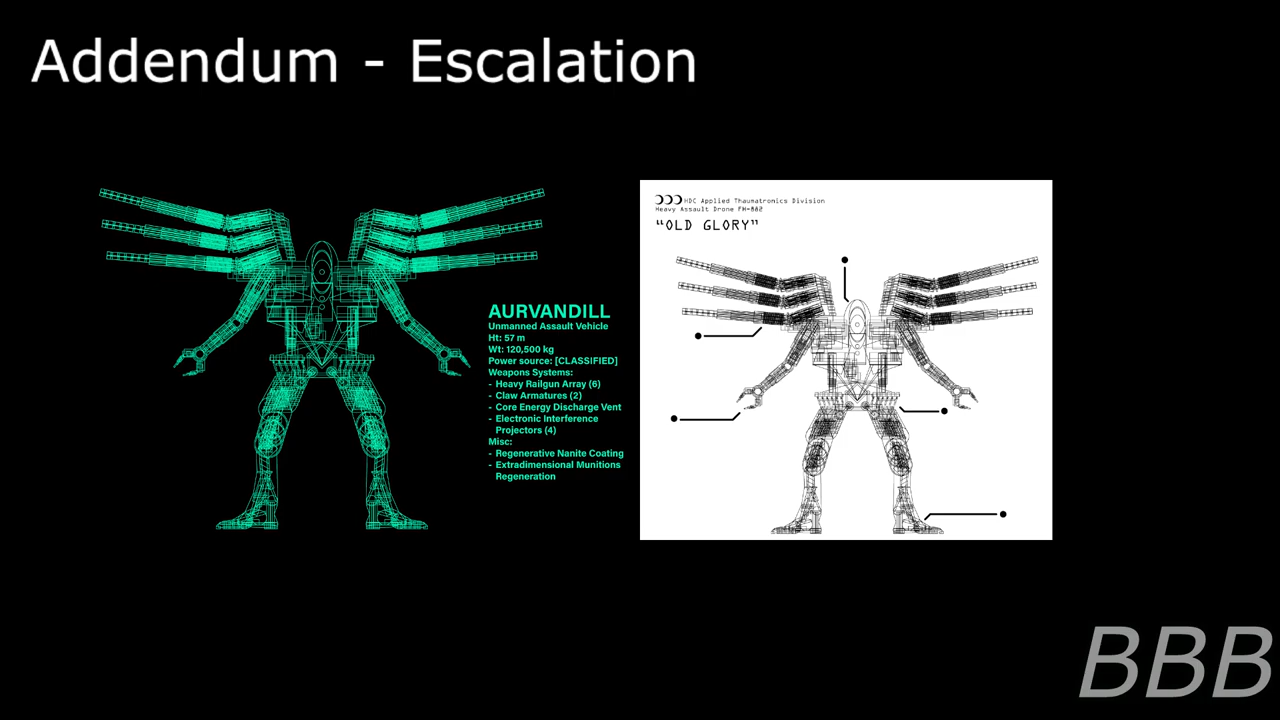 Addendum - Escalation
AURVANDILL
Unmanned Assault Vehicle
Ht: 57 m
Wt: 120,500 kg
Power source: [CLASSIFIED]
Weapons Systems:
- Heavy Railgun Array (6)
- Claw Armatures (2)
- Core Energy Discharge Vent
- Electronic Interference
Projectors (4)
Misc:
- Regenerative Nanite Coating
- Extradimensional Munitions
Regeneration
HDC Applied Thaumatronics Division
Heavy Assault Drone FH-882
"OLD GLORY"
BBB